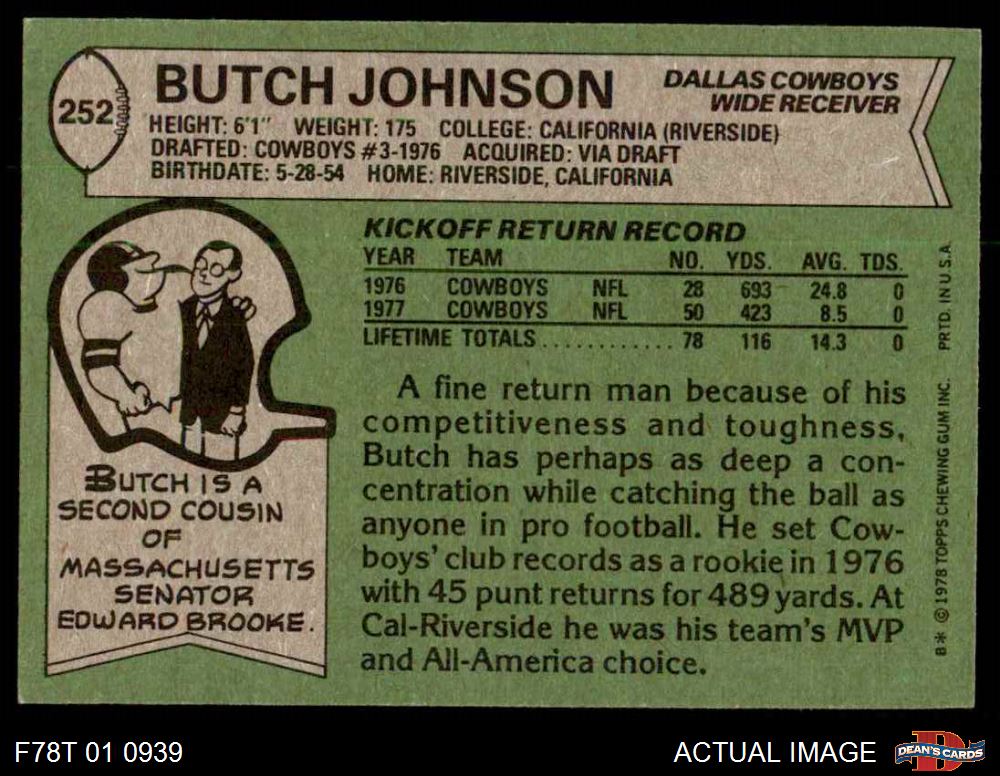 252
BUTCH JOHNSON
DALLAS COWBOYS
WIDE RECEIVER
HEIGHT: 6'1" WEIGHT: 175 COLLEGE: CALIFORNIA (RIVERSIDE)
DRAFTED: COWBOYS #3-1976 ACQUIRED: VIA DRAFT
BIRTHDATE: 5-28-54 HOME: RIVERSIDE, CALIFORNIA
KICKOFF RETURN RECORD
YEAR TEAM NO. YDS. AVG. TDS.
1976 COWBOYS NFL 28 693 24.8 0
1977 COWBOYS NFL 50 423 8.5 0
LIFETIME TOTALS............ 78 116 14.3 0
A fine return man because of his
competitiveness and toughness,
Butch has perhaps as deep a con-
centration while catching the ball as
anyone in pro football. He set Cow-
boys' club records as a rookie in 1976
with 45 punt returns for 489 yards. At
Cal-Riverside he was his team's MVP
and All-America choice.
BUTCH IS A
SECOND COUSIN
OF
MASSACHUSETTS
SENATOR
EDWARD BROOKE.
B* © 1978 TOPPS CHEWING GUM INC. PRTD. IN U.S.A.
F78T 01 0939
ACTUAL IMAGE
D
DEAN'S CARDS